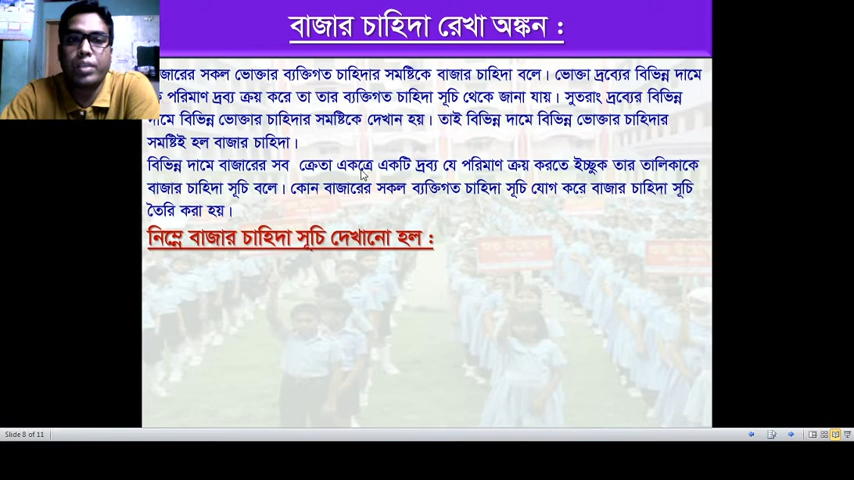 বাজার চাহিদা রেখা অঙ্কন :
জারের সকল ভোক্তার ব্যক্তিগত চাহিদার সমষ্টিকে বাজার চাহিদা বলে। ভোক্তা দ্রব্যের বিভিন্ন দামে
পরিমাণ দ্রব্য ক্রয় করে তা তার ব্যক্তিগত চাহিদা সূচি থেকে জানা যায়। সুতরাং দ্রব্যের বিভিন্ন
দামে বিভিন্ন ভোক্তার চাহিদার সমষ্টিকে দেখান হয়। তাই বিভিন্ন দামে বিভিন্ন ভোক্তার চাহিদার
সমষ্টিই হল বাজার চাহিদা।
বিভিন্ন দামে বাজারের সব ক্রেতা একত্রে একটি দ্রব্য যে পরিমাণ ক্রয় করতে ইচ্ছুক তার তালিকাকে
বাজার চাহিদা সূচি বলে। কোন বাজারের সকল ব্যক্তিগত চাহিদা সূচি যোগ করে বাজার চাহিদা সূচি
তৈরি করা হয়।
নিম্নে বাজার চাহিদা সূচি দেখানো হল :
Slide 8 of 11